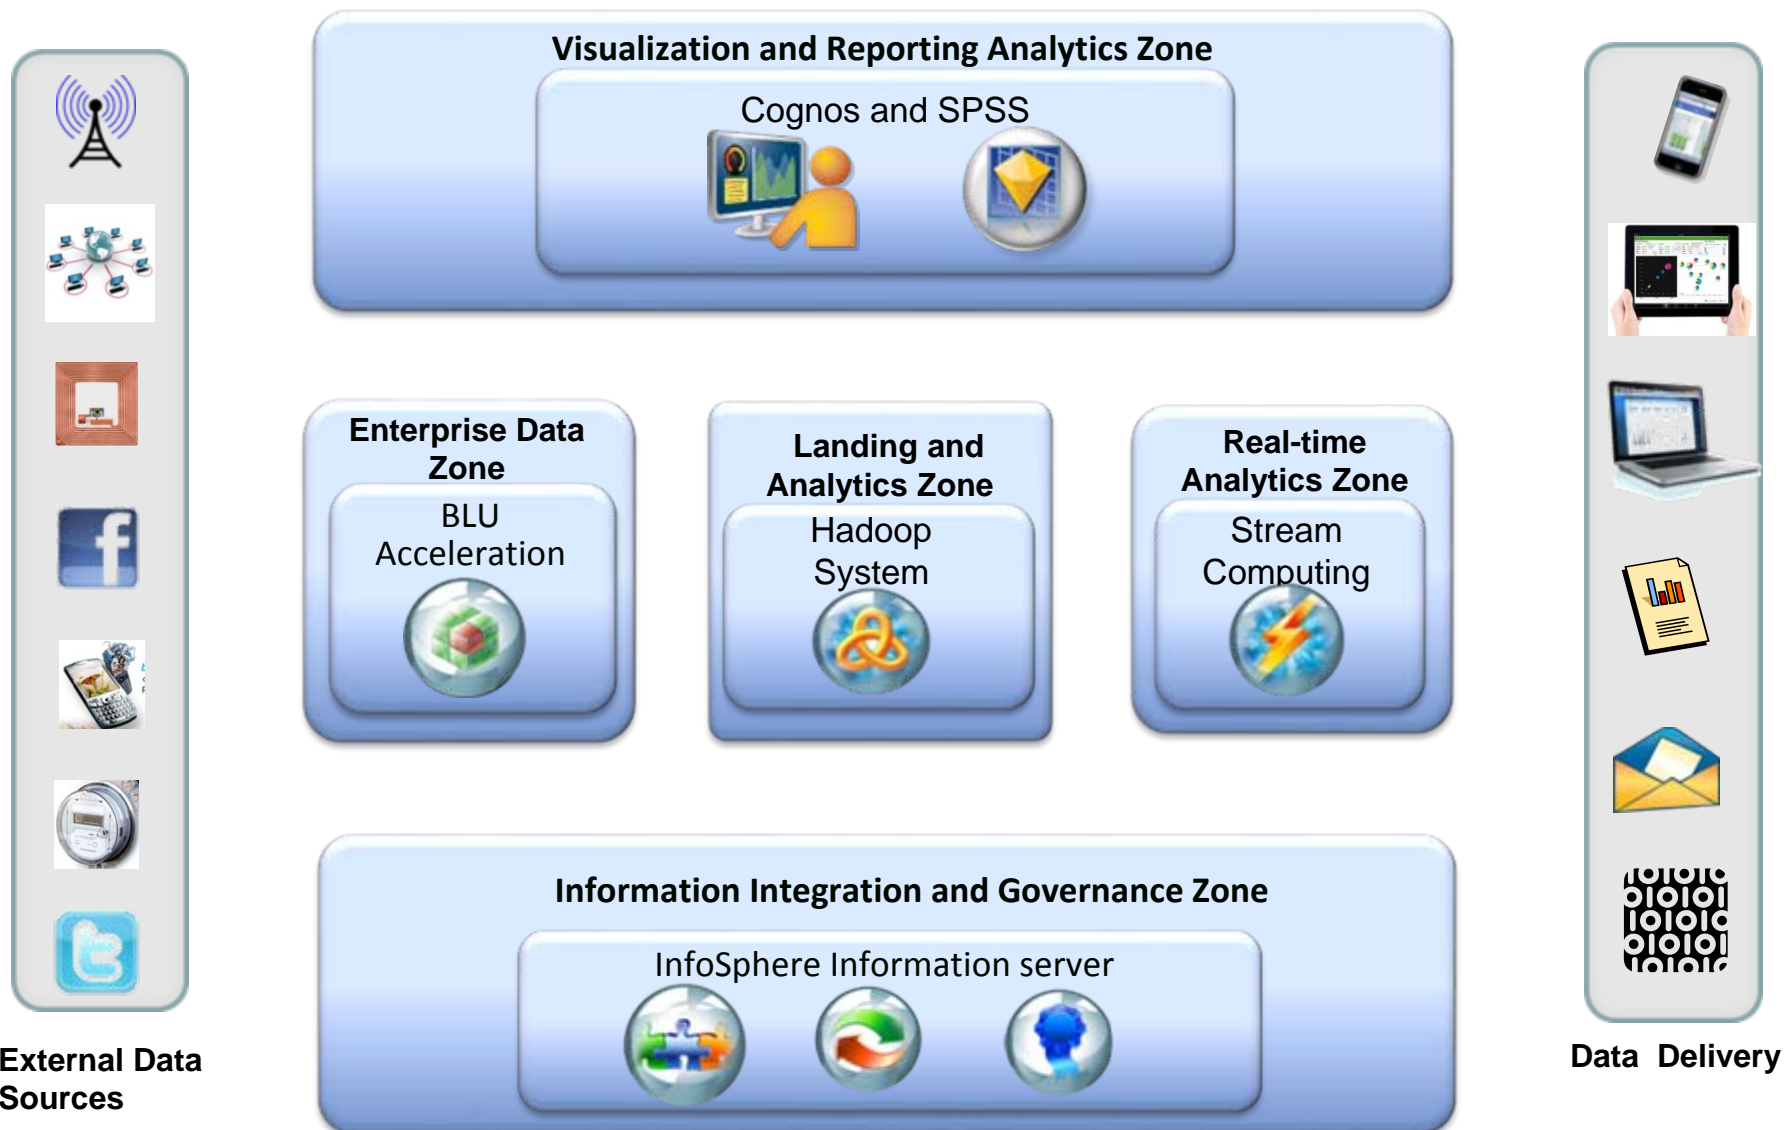 Visualization and Reporting Analytics Zone
Cognos and SPSS
Enterprise Data
Zone
BLU
Acceleration
Landing and
Analytics Zone
Hadoop
System
Real-time
Analytics Zone
Stream
Computing
Information Integration and Governance Zone
InfoSphere Information server
External Data
Sources
Data Delivery